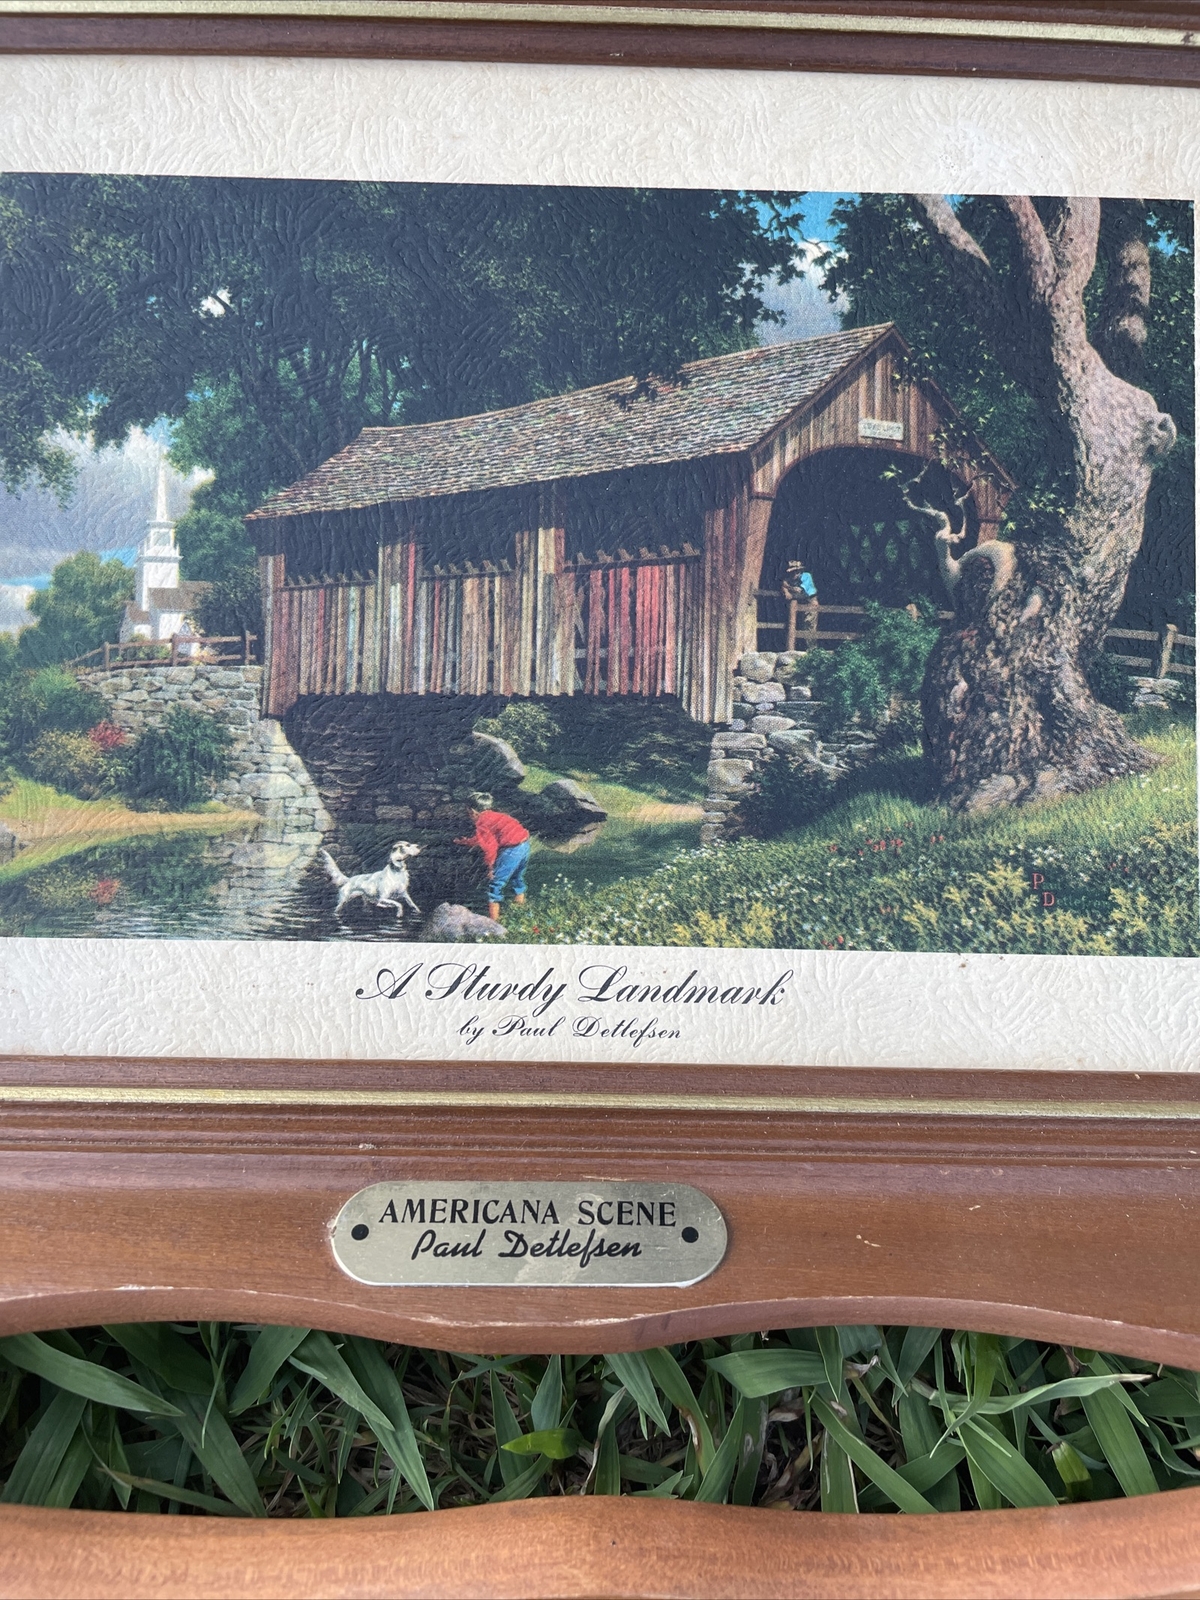 A Sturdy Landmark
by Paul Detlefsen
AMERICANA SCENE
Paul Detlefsen